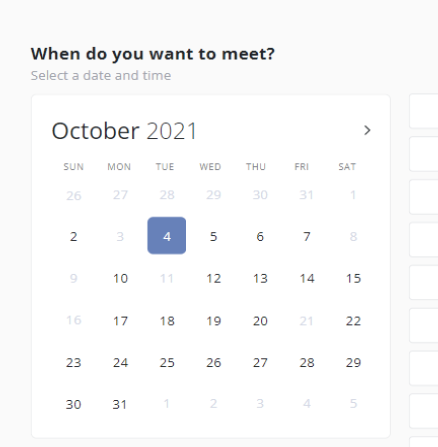 When do you want to meet?
Select a date and time
October 2021
SUN MON TUE WED THU FRI SAT
26 27 28 29 30 31 1
2 3 4 5 6 7 8
9 10 11 12 13 14 15
16 17 18 19 20 21 22
23 24 25 26 27 28 29
30 31 1 2 3 4 5